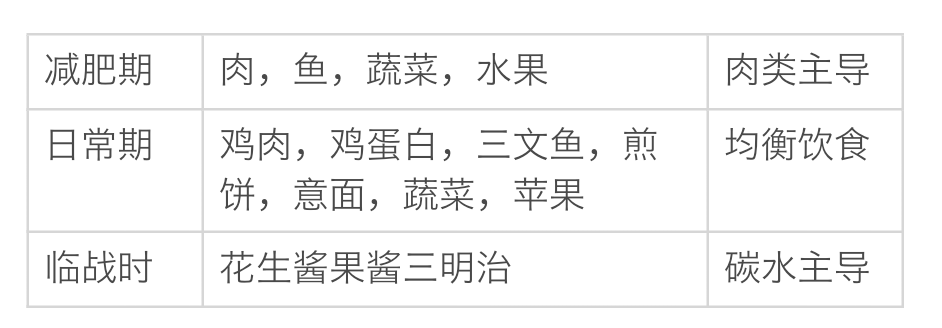 减肥期 肉，鱼，蔬菜，水果 肉类主导
日常期 鸡肉，鸡蛋白，三文鱼，煎 均衡饮食
饼，意面，蔬菜，苹果
临战时 花生酱果酱三明治 碳水主导